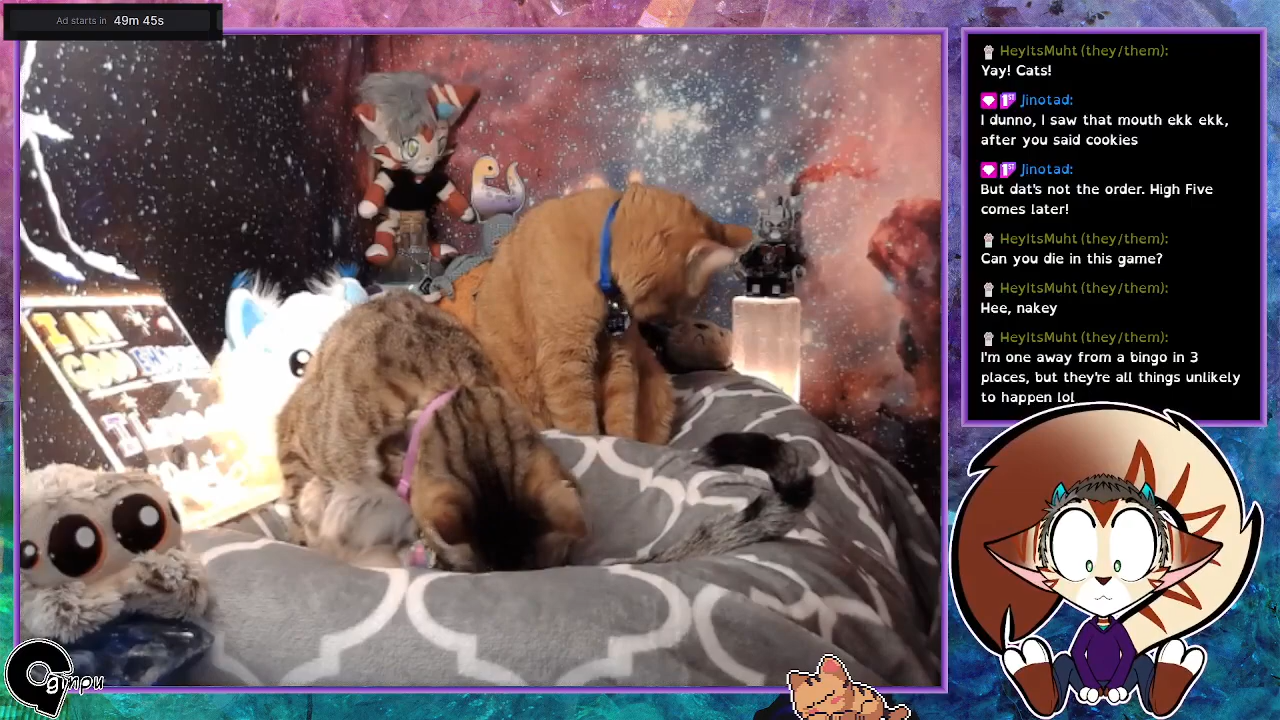 Ad starts in 49m 45s
HeyItsMuht (they/them):
Yay! Cats!
Jinotad:
I dunno, I saw that mouth ekk ekk,
after you said cookies
Jinotad:
But dat's not the order. High Five
comes later!
HeyItsMuht (they/them):
Can you die in this game?
HeyItsMuht (they/them):
Hee, nakey
HeyItsMuht (they/them):
I'm one away from a bingo in 3
places, but they're all things unlikely
to happen lol
I AM
GOOD
I
ginpu